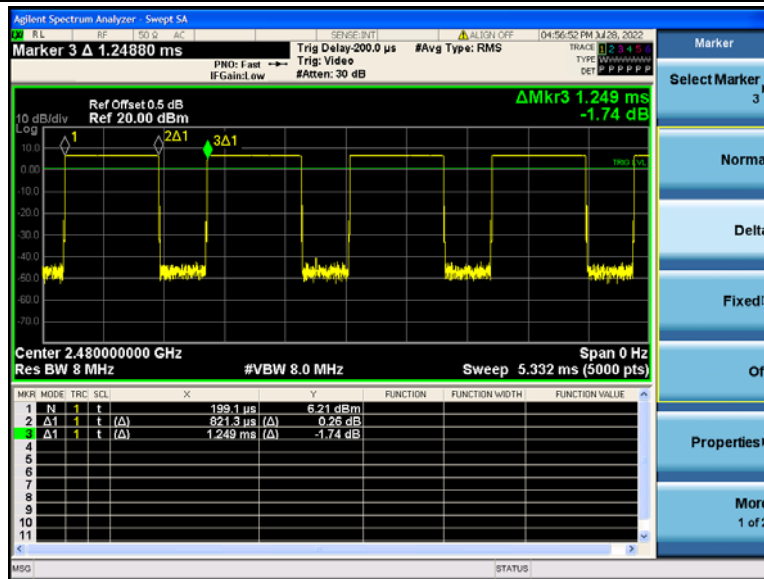 Agilent Spectrum Analyzer - Swept SA
RL RF 50 Ω AC SENSE:INT ALIGN OFF 04:56:52 PM Jul 28, 2022
Marker 3 Δ 1.24880 ms
PNO: Fast
IFGain:Low
Trig Delay-200.0 µs
Trig: Video
#Atten: 30 dB
#Avg Type: RMS
TRACE 1 2 3 4 5 6
TYPE
DET P P P P P P
Ref Offset 0.5 dB
10 dB/div Ref 20.00 dBm
ΔMkr3 1.249 ms
-1.74 dB
Log
1 2Δ1 3Δ1
10.0
0.00
TRIG LVL
-10.0
-20.0
-30.0
-40.0
-50.0
-60.0
-70.0
Center 2.480000000 GHz Span 0 Hz
Res BW 8 MHz #VBW 8.0 MHz Sweep 5.332 ms (5000 pts)
MKR MODE TRC SCL X Y FUNCTION FUNCTION WIDTH FUNCTION VALUE
1 N 1 t 199.1 µs 6.21 dBm
2 Δ1 1 t (Δ) 821.3 µs (Δ) 0.26 dB
3 Δ1 1 t (Δ) 1.249 ms (Δ) -1.74 dB
4
5
6
7
8
9
10
11
MSG STATUS
Marker
Select Marker
3
Norma
Delta
Fixed
Of
Properties
More
1 of 2